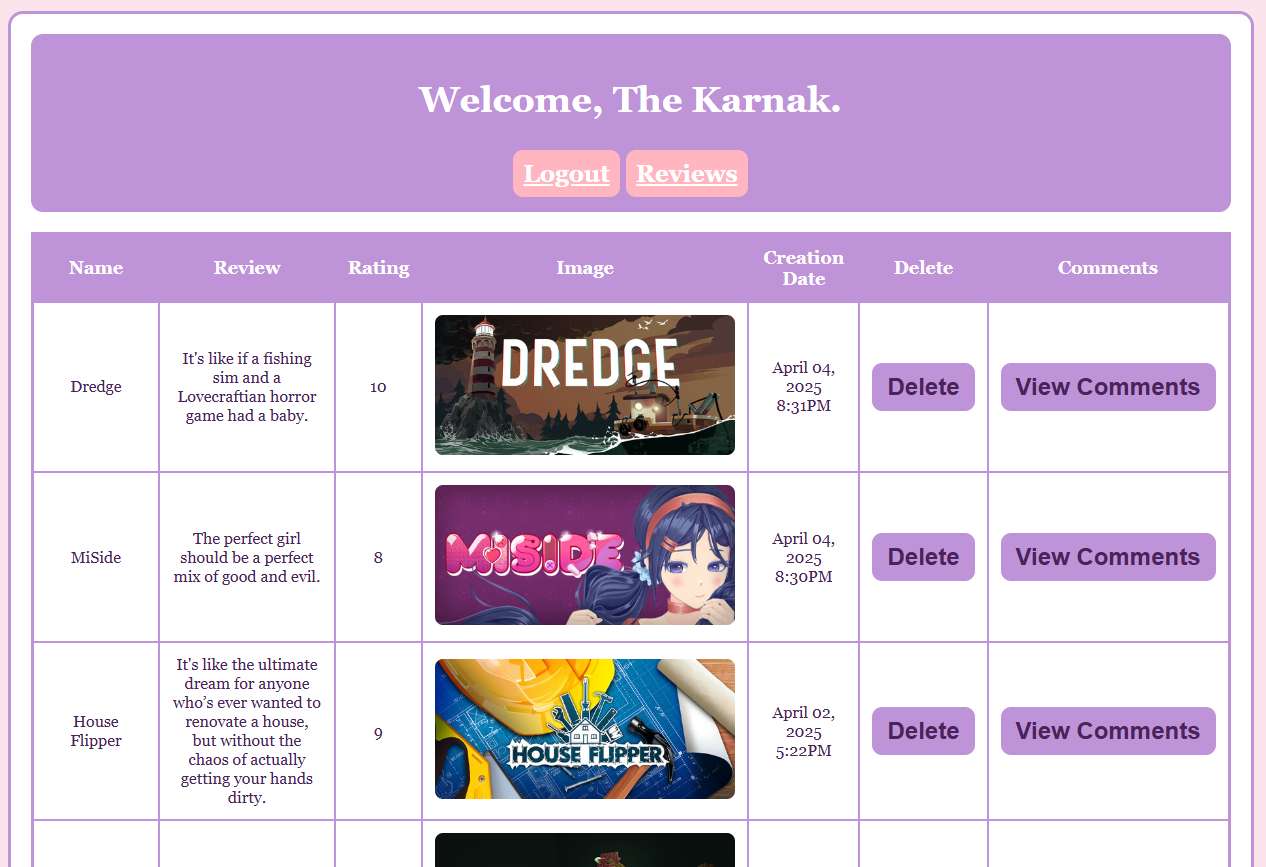 Welcome, The Karnak.
Logout Reviews
Name Review Rating Image Creation Date Delete Comments
Dredge
It's like if a fishing
sim and a
Lovecraftian horror
game had a baby.
10
DREDGE
April 04,
2025
8:31PM
Delete
View Comments
MiSide
The perfect girl
should be a perfect
mix of good and evil.
8
MiSIDE
April 04,
2025
8:30PM
Delete
View Comments
House
Flipper
It's like the ultimate
dream for anyone
who's ever wanted to
renovate a house,
but without the
chaos of actually
getting your hands
dirty.
9
HOUSE FLIPPER
April 02,
2025
5:22PM
Delete
View Comments